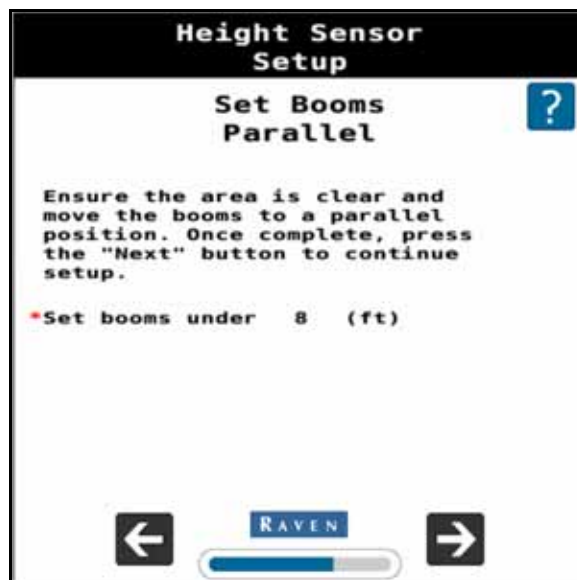 Height Sensor
Setup
Set Booms
Parallel
?
Ensure the area is clear and
move the booms to a parallel
position. Once complete, press
the "Next" button to continue
setup.
*Set booms under 8 (ft)
RAVEN